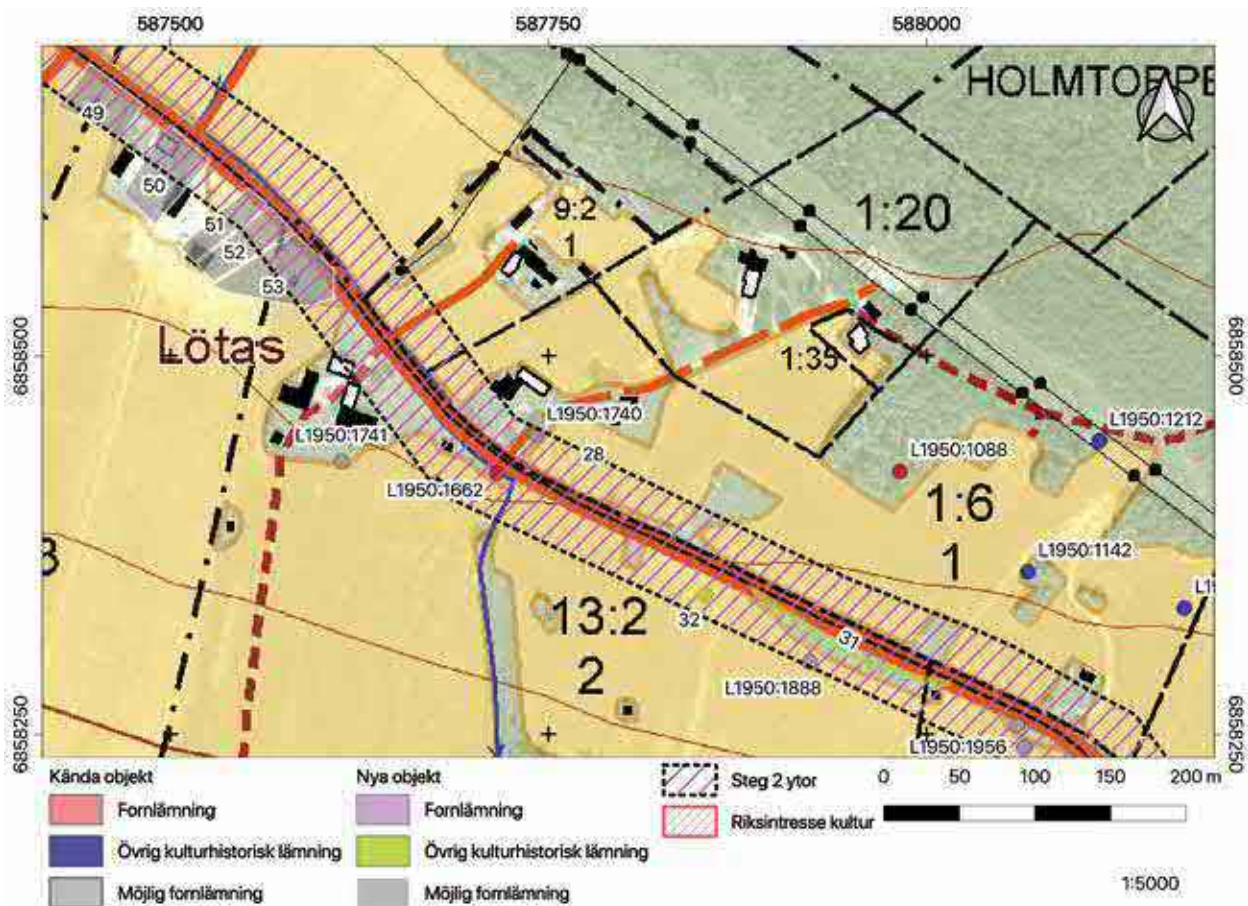 587500 587750 588000
HOLMTORPE
49
50
51
52
53
9:2
1
1:20
Lötas
1:35
6858500
6858500
L1950:1740
L1950:1741
28
L1950:1662
L1950:1212
L1950:1088
1:6
1
L1950:1142
3
13:2
2
32
31
L1950:1888
L1950:1956
6858250
6858250
Kända objekt
Fornlämning
Övrig kulturhistorisk lämning
Möjlig fornlämning
Nya objekt
Fornlämning
Övrig kulturhistorisk lämning
Möjlig fornlämning
Steg 2 ytor
Riksintresse kultur
0 50 100 150 200 m
1:5000